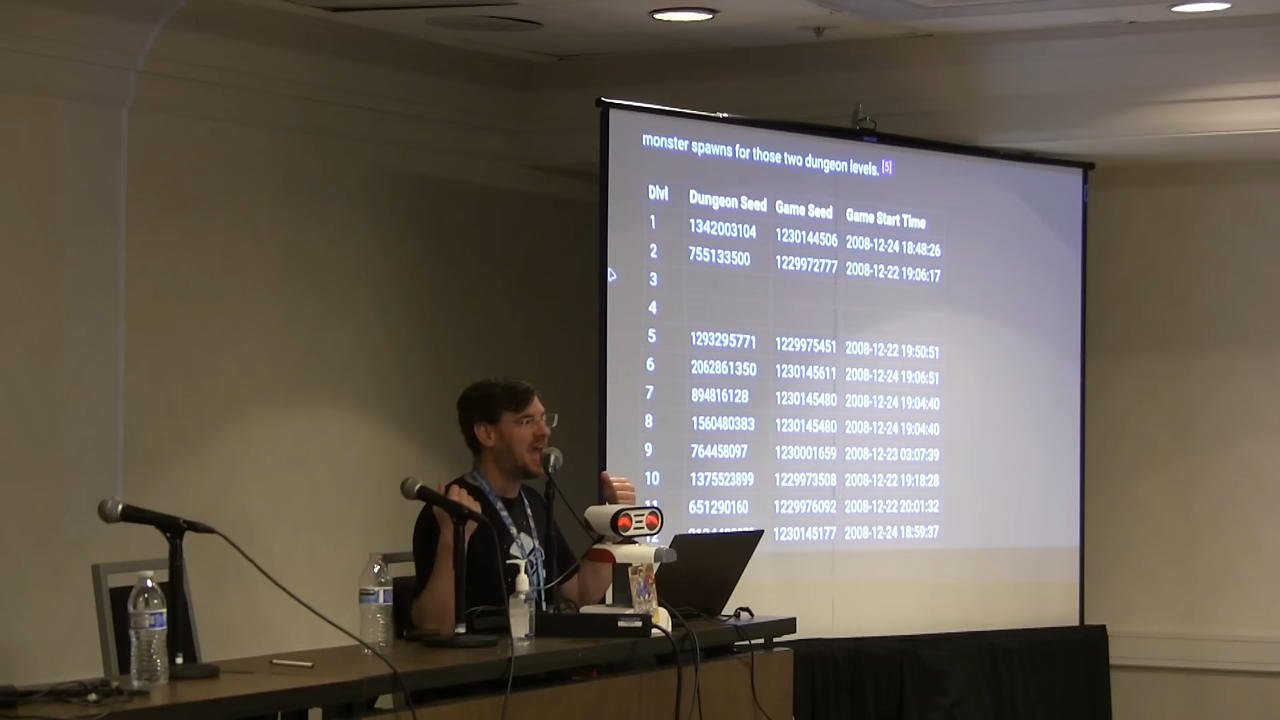 monster spawns for those two dungeon levels. [5]
Dlvl Dungeon Seed Game Seed Game Start Time
1 1342003104 1230144506 2008-12-24 18:48:26
2 755133500 1229972777 2008-12-22 19:06:17
3
4
5 1293295771 1229975451 2008-12-22 19:50:51
6 2062861350 1230145611 2008-12-24 19:06:51
7 894816128 1230145480 2008-12-24 19:04:40
8 1560480383 1230145480 2008-12-24 19:04:40
9 764458097 1230001659 2008-12-23 03:07:39
10 1375523899 1229973508 2008-12-22 19:18:28
11 651290160 1229976092 2008-12-22 20:01:32
12 1230145177 2008-12-24 18:59:37